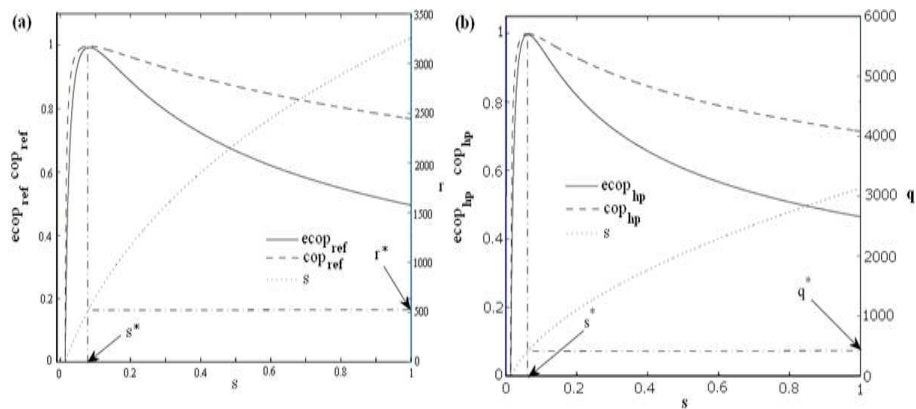 (a)
ecop_ref cop_ref
1
0.8
0.6
0.4
0.2
0
0
0.2
0.4
0.6
0.8
1
s
3500
3000
2500
2000
1500
1000
500
0
r
ecop_ref
cop_ref
s
r*
s*
(b)
ecop_hp cop_hp
1
0.8
0.6
0.4
0.2
0
0
0.2
0.4
0.6
0.8
1
s
6000
5000
4000
3000
2000
1000
0
q
ecop_hp
cop_hp
s
q*
s*